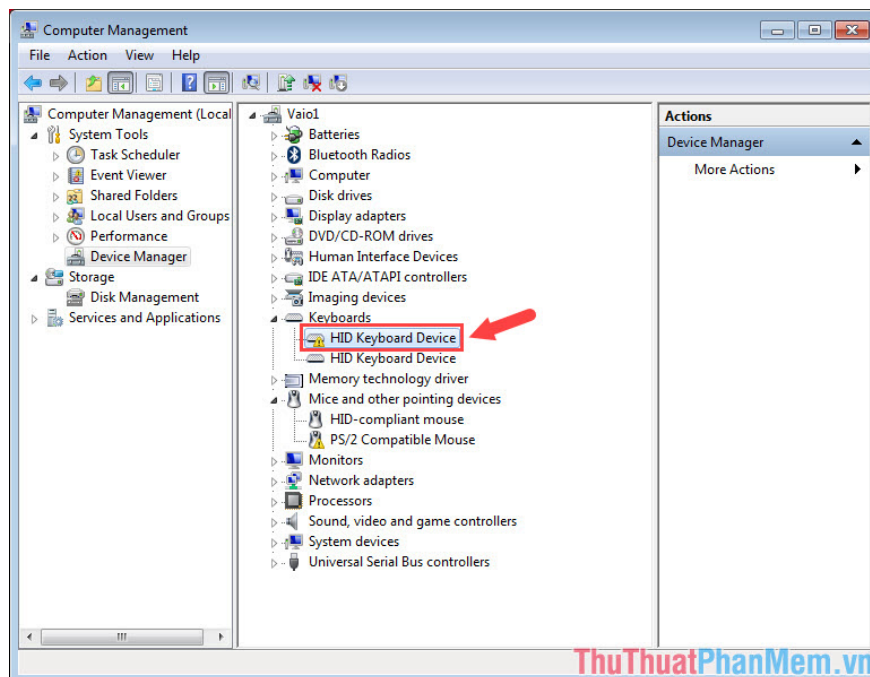 Computer Management
File Action View Help
Computer Management (Local
System Tools
Task Scheduler
Event Viewer
Shared Folders
Local Users and Groups
Performance
Device Manager
Storage
Disk Management
Services and Applications
Vaio1
Batteries
Bluetooth Radios
Computer
Disk drives
Display adapters
DVD/CD-ROM drives
Human Interface Devices
IDE ATA/ATAPI controllers
Imaging devices
Keyboards
HID Keyboard Device
HID Keyboard Device
Memory technology driver
Mice and other pointing devices
HID-compliant mouse
PS/2 Compatible Mouse
Monitors
Network adapters
Processors
Sound, video and game controllers
System devices
Universal Serial Bus controllers
Actions
Device Manager
More Actions
ThuThuatPhanMem.vn